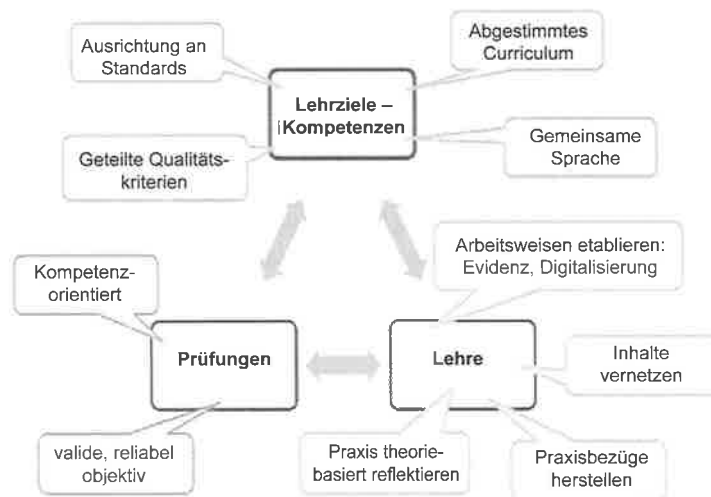 Ausrichtung an
Standards
Abgestimmtes
Curriculum
Lehrziele –
Kompetenzen
Geteilte Qualitäts-
kriterien
Gemeinsame
Sprache
Arbeitsweisen etablieren:
Evidenz, Digitalisierung
Kompetenz-
orientiert
Prüfungen
Lehre
Inhalte
vernetzen
valide, reliabel
objektiv
Praxis theorie-
basiert reflektieren
Praxisbezüge
herstellen